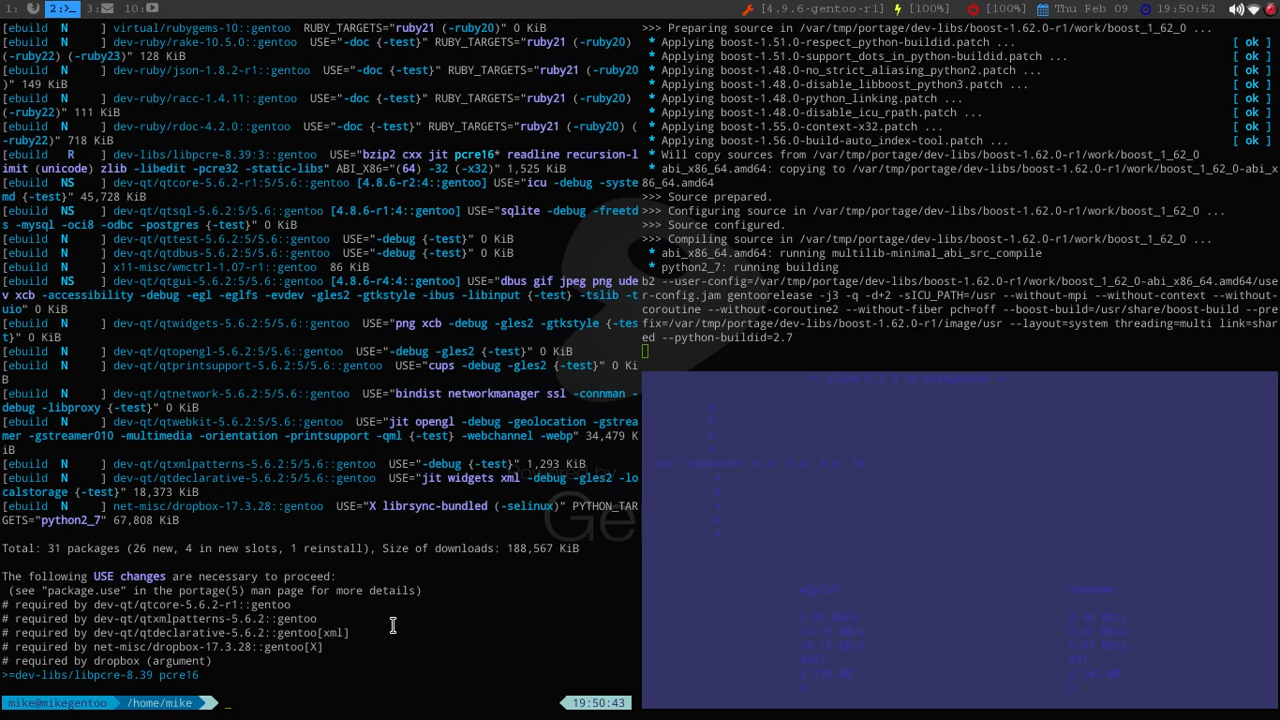 1: 2: 3: 10: [4.9.6-gentoo-r1] [100%] [100%] Thu Feb 09 19:50:52
[ebuild N ] virtual/rubygems-10::gentoo RUBY_TARGETS="ruby21 (-ruby20)" 0 KiB
[ebuild N ] dev-ruby/rake-10.5.0::gentoo USE="-doc {-test}" RUBY_TARGETS="ruby21 (-ruby20)
(-ruby22) (-ruby23)" 128 KiB
[ebuild N ] dev-ruby/json-1.8.2-r1::gentoo USE="-doc {-test}" RUBY_TARGETS="ruby21 (-ruby20
)" 149 KiB
[ebuild N ] dev-ruby/racc-1.4.11::gentoo USE="-doc {-test}" RUBY_TARGETS="ruby21 (-ruby20)
(-ruby22)" 111 KiB
[ebuild N ] dev-ruby/rdoc-4.2.0::gentoo USE="-doc {-test}" RUBY_TARGETS="ruby21 (-ruby20) (
-ruby22)" 718 KiB
[ebuild R ] dev-libs/libpcre-8.39:3::gentoo USE="bzip2 cxx jit pcre16* readline recursion-l
imit (unicode) zlib -libedit -pcre32 -static-libs" ABI_X86="(64) -32 (-x32)" 1,525 KiB
[ebuild NS ] dev-qt/qtcore-5.6.2-r1:5/5.6::gentoo [4.8.6-r2:4::gentoo] USE="icu -debug -syste
md {-test}" 45,728 KiB
[ebuild NS ] dev-qt/qtsql-5.6.2:5/5.6::gentoo [4.8.6-r1:4::gentoo] USE="sqlite -debug -freetd
s -mysql -oci8 -odbc -postgres {-test}" 0 KiB
[ebuild N ] dev-qt/qttest-5.6.2:5/5.6::gentoo USE="-debug {-test}" 0 KiB
[ebuild N ] dev-qt/qtdbus-5.6.2:5/5.6::gentoo USE="-debug {-test}" 0 KiB
[ebuild N ] x11-misc/wmctrl-1.07-r1::gentoo 86 KiB
[ebuild NS ] dev-qt/qtgui-5.6.2:5/5.6::gentoo [4.8.6-r4:4::gentoo] USE="dbus gif jpeg png ude
v xcb -accessibility -debug -egl -eglfs -evdev -gles2 -gtkstyle -ibus -libinput {-test} -tslib -t
uio" 0 KiB
[ebuild N ] dev-qt/qtwidgets-5.6.2:5/5.6::gentoo USE="png xcb -debug -gles2 -gtkstyle {-tes
t}" 0 KiB
[ebuild N ] dev-qt/qtopengl-5.6.2:5/5.6::gentoo USE="-debug -gles2 {-test}" 0 KiB
[ebuild N ] dev-qt/qtprintsupport-5.6.2:5/5.6::gentoo USE="cups -debug -gles2 {-test}" 0 Ki
B
[ebuild N ] dev-qt/qtnetwork-5.6.2:5/5.6::gentoo USE="bindist networkmanager ssl -connman -
debug -libproxy {-test}" 0 KiB
[ebuild N ] dev-qt/qtwebkit-5.6.2:5/5.6::gentoo USE="jit opengl -debug -geolocation -gstrea
mer -gstreamer010 -multimedia -orientation -printsupport -qml {-test} -webchannel -webp" 34,479 K
iB
[ebuild N ] dev-qt/qtxmlpatterns-5.6.2:5/5.6::gentoo USE="-debug {-test}" 1,293 KiB
[ebuild N ] dev-qt/qtdeclarative-5.6.2:5/5.6::gentoo USE="jit widgets xml -debug -gles2 -lo
calstorage {-test}" 18,373 KiB
[ebuild N ] net-misc/dropbox-17.3.28::gentoo USE="X librsync-bundled (-selinux)" PYTHON_TAR
GETS="python2_7" 67,808 KiB
Total: 31 packages (26 new, 4 in new slots, 1 reinstall), Size of downloads: 188,567 KiB
The following USE changes are necessary to proceed:
(see "package.use" in the portage(5) man page for more details)
# required by dev-qt/qtcore-5.6.2-r1::gentoo
# required by dev-qt/qtxmlpatterns-5.6.2::gentoo
# required by dev-qt/qtdeclarative-5.6.2::gentoo[xml]
# required by net-misc/dropbox-17.3.28::gentoo[X]
# required by dropbox (argument)
>=dev-libs/libpcre-8.39 pcre16
mike@mikegentoo /home/mike _ 19:50:43
>>> Preparing source in /var/tmp/portage/dev-libs/boost-1.62.0-r1/work/boost_1_62_0 ...
* Applying boost-1.51.0-respect_python-buildid.patch ... [ ok ]
* Applying boost-1.51.0-support_dots_in_python-buildid.patch ... [ ok ]
* Applying boost-1.48.0-no_strict_aliasing_python2.patch ... [ ok ]
* Applying boost-1.48.0-disable_libboost_python3.patch ... [ ok ]
* Applying boost-1.48.0-python_linking.patch ... [ ok ]
* Applying boost-1.48.0-disable_icu_rpath.patch ... [ ok ]
* Applying boost-1.55.0-context-x32.patch ... [ ok ]
* Applying boost-1.56.0-build-auto_index-tool.patch ... [ ok ]
* Will copy sources from /var/tmp/portage/dev-libs/boost-1.62.0-r1/work/boost_1_62_0
* abi_x86_64.amd64: copying to /var/tmp/portage/dev-libs/boost-1.62.0-r1/work/boost_1_62_0-abi_x
86_64.amd64
>>> Source prepared.
>>> Configuring source in /var/tmp/portage/dev-libs/boost-1.62.0-r1/work/boost_1_62_0 ...
>>> Source configured.
>>> Compiling source in /var/tmp/portage/dev-libs/boost-1.62.0-r1/work/boost_1_62_0 ...
* abi_x86_64.amd64: running multilib-minimal_abi_src_compile
* python2_7: running building
b2 --user-config=/var/tmp/portage/dev-libs/boost-1.62.0-r1/work/boost_1_62_0-abi_x86_64.amd64/use
r-config.jam gentoorelease -j3 -q -d+2 -sICU_PATH=/usr --without-mpi --without-context --without-
coroutine --without-coroutine2 --without-fiber pch=off --boost-build=/usr/share/boost-build --pre
fix=/var/tmp/portage/dev-libs/boost-1.62.0-r1/image/usr --layout=system threading=multi link=shar
ed --python-buildid=2.7